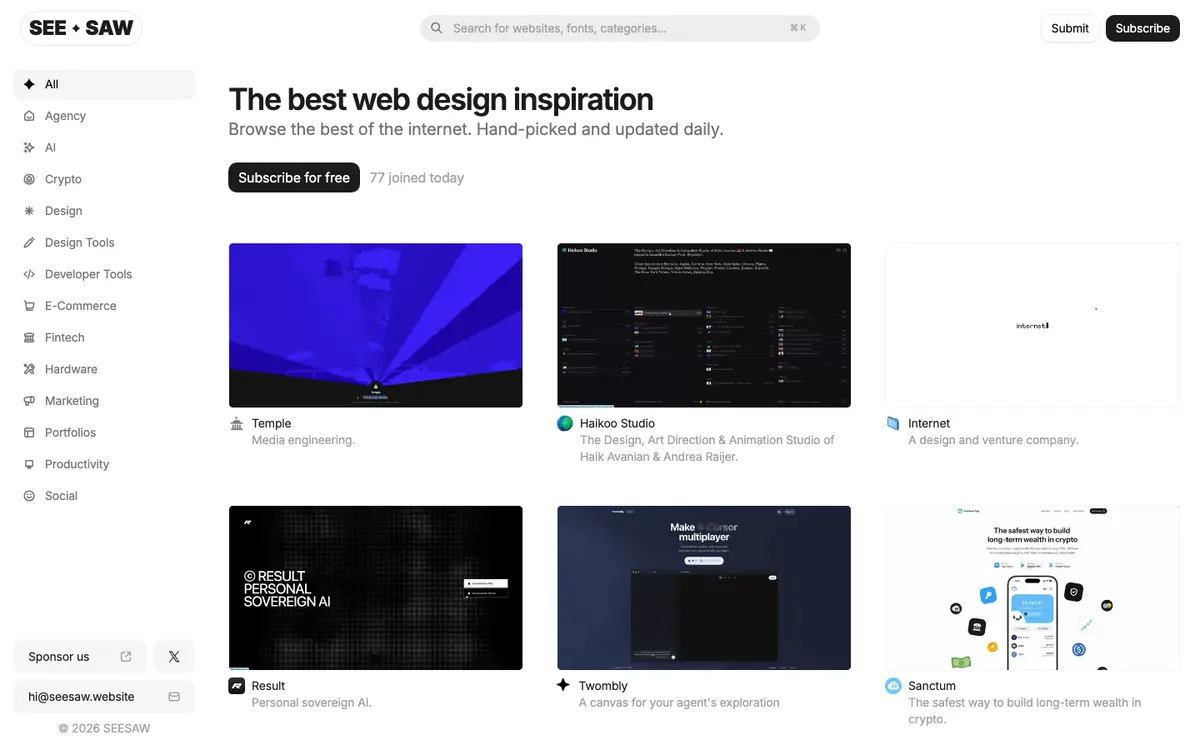 SEE ✦ SAW
Search for websites, fonts, categories...
⌘ K
Submit
Subscribe
All
Agency
AI
Crypto
Design
Design Tools
Developer Tools
E-Commerce
Fintech
Hardware
Marketing
Portfolios
Productivity
Social
Sponsor us
hi@seesaw.website
© 2026 SEESAW
The best web design inspiration
Browse the best of the internet. Hand-picked and updated daily.
Subscribe for free
77 joined today
Temple
Media engineering.
Haikoo Studio
Haikoo Studio
The Design, Art Direction & Animation Studio of
Haik Avanian & Andrea Raijer.
internet
Internet
A design and venture company.
© RESULT
PERSONAL
SOVEREIGN AI
Result
Personal sovereign AI.
Make Cursor
multiplayer
Twombly
A canvas for your agent's exploration
The safest way to build
long-term wealth in crypto
Sanctum
The safest way to build long-term wealth in
crypto.